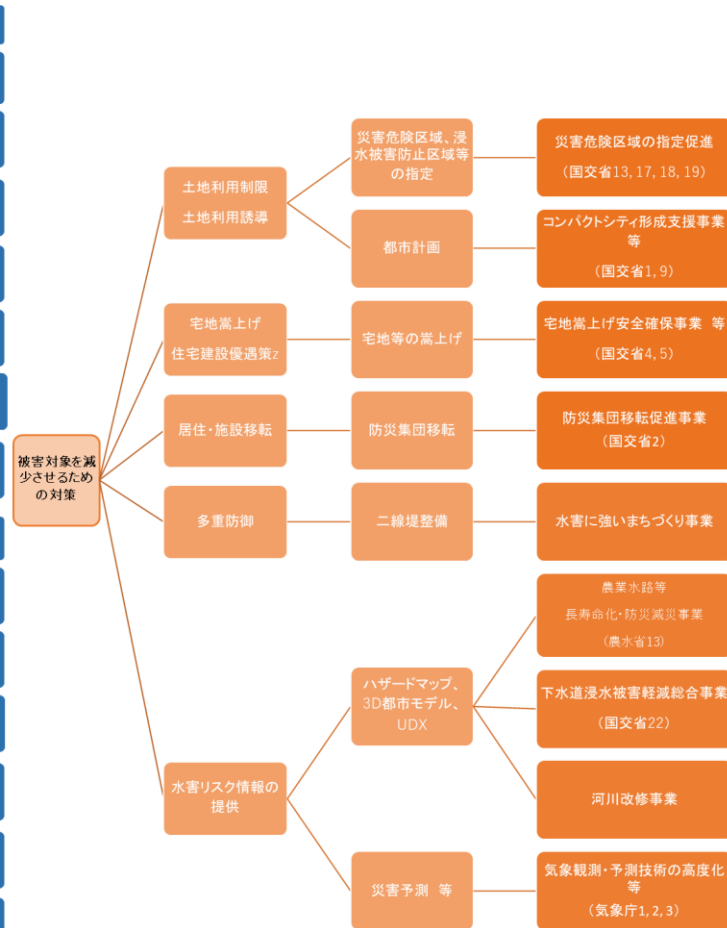 被害対象を減
少させるため
の対策
土地利用制限
土地利用誘導
災害危険区域、浸
水被害防止区域等
の指定
災害危険区域の指定促進
(国交省13, 17, 18, 19)
都市計画
コンパクトシティ形成支援事業
等
(国交省1, 9)
宅地嵩上げ
住宅建設優遇策z
宅地等の嵩上げ
宅地嵩上げ安全確保事業 等
(国交省4, 5)
居住・施設移転
防災集団移転
防災集団移転促進事業
(国交省2)
多重防御
二線堤整備
水害に強いまちづくり事業
水害リスク情報の
提供
ハザードマップ、
3D都市モデル、
UDX
農業水路等
長寿命化・防災減災事業
(農水省13)
下水道浸水被害軽減総合事業
(国交省22)
河川改修事業
災害予測 等
気象観測・予測技術の高度化
等
(気象庁1, 2, 3)